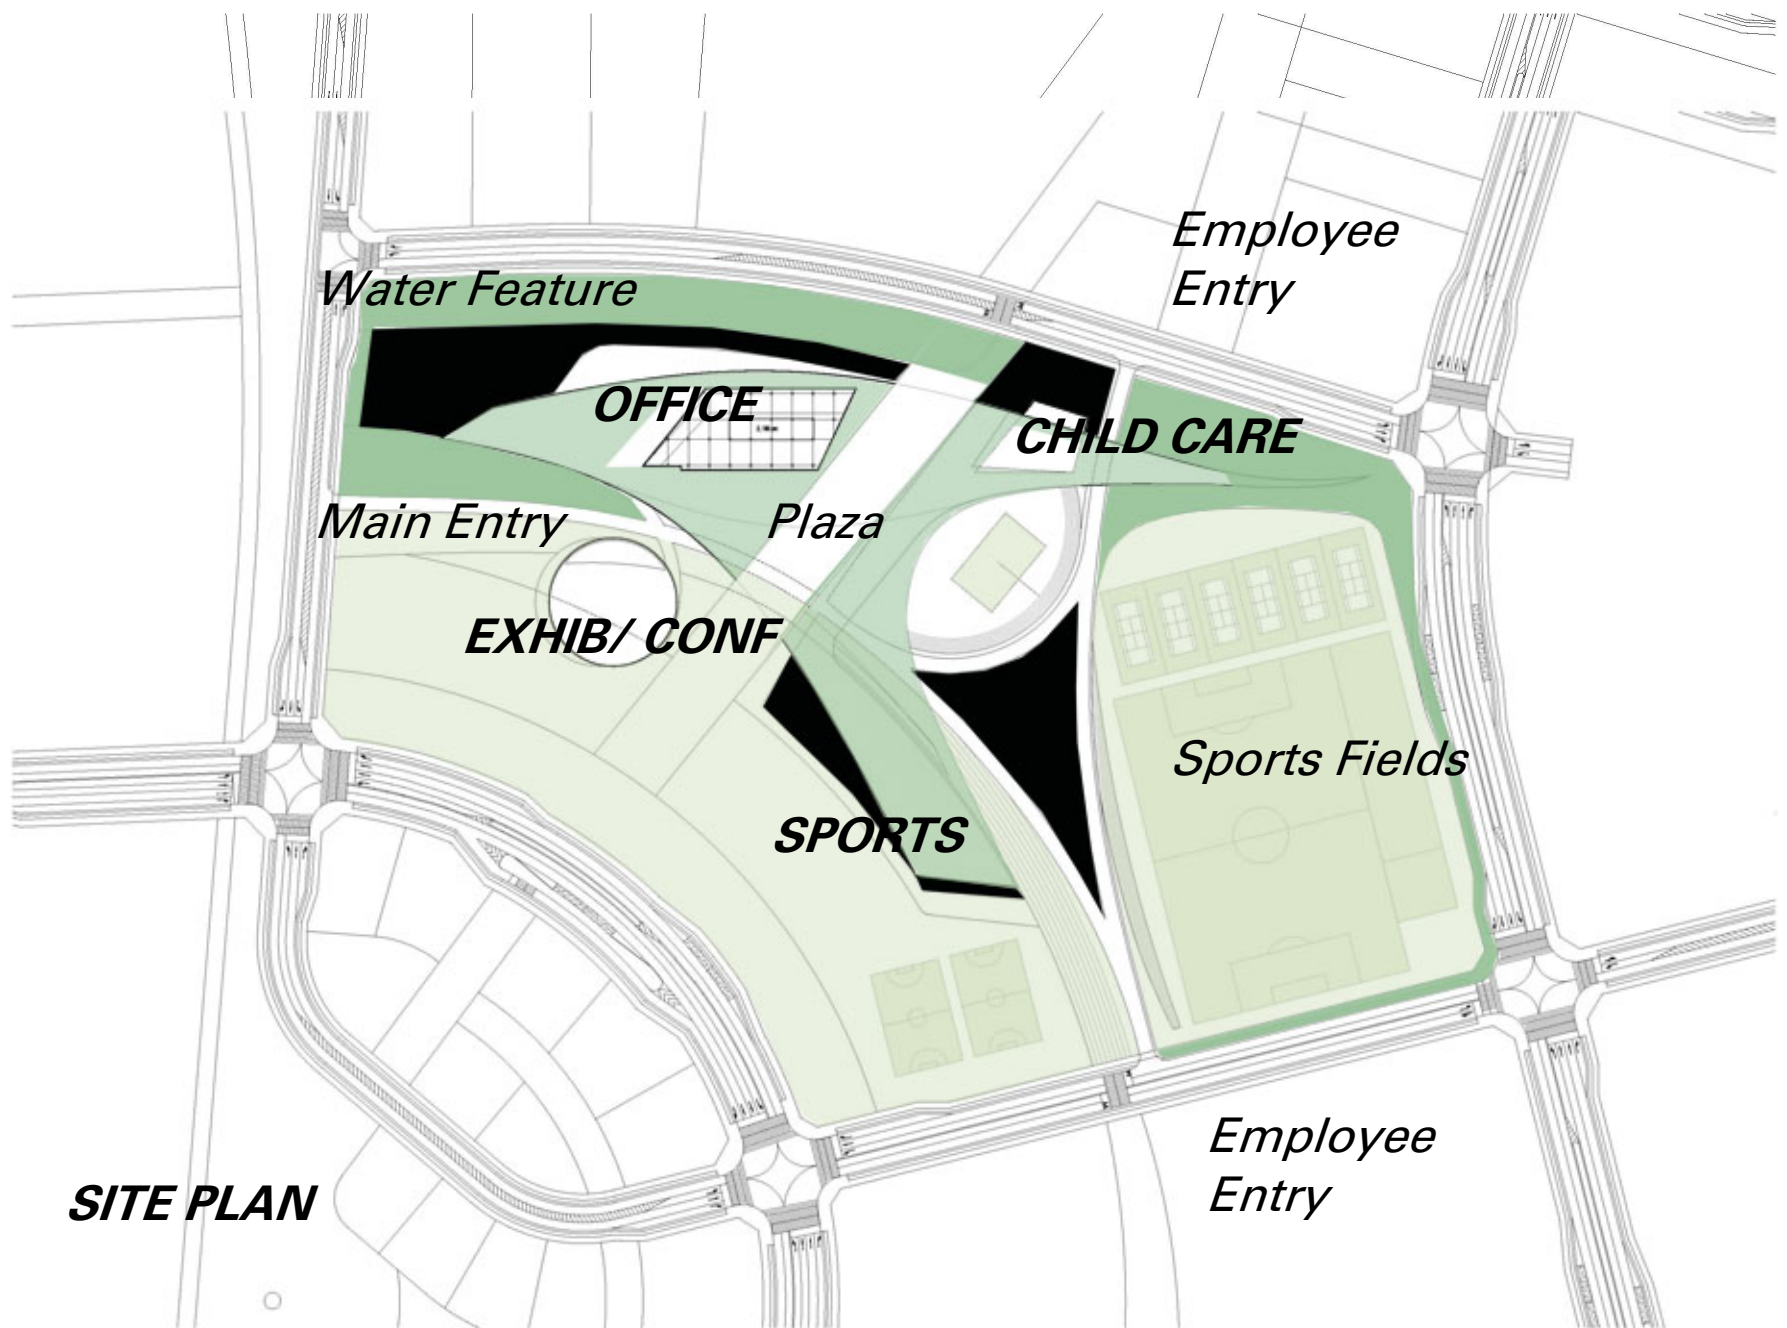 Employee
Entry
Water Feature
OFFICE
CHILD CARE
Main Entry
Plaza
EXHIB/ CONF
Sports Fields
SPORTS
Employee
Entry
SITE PLAN